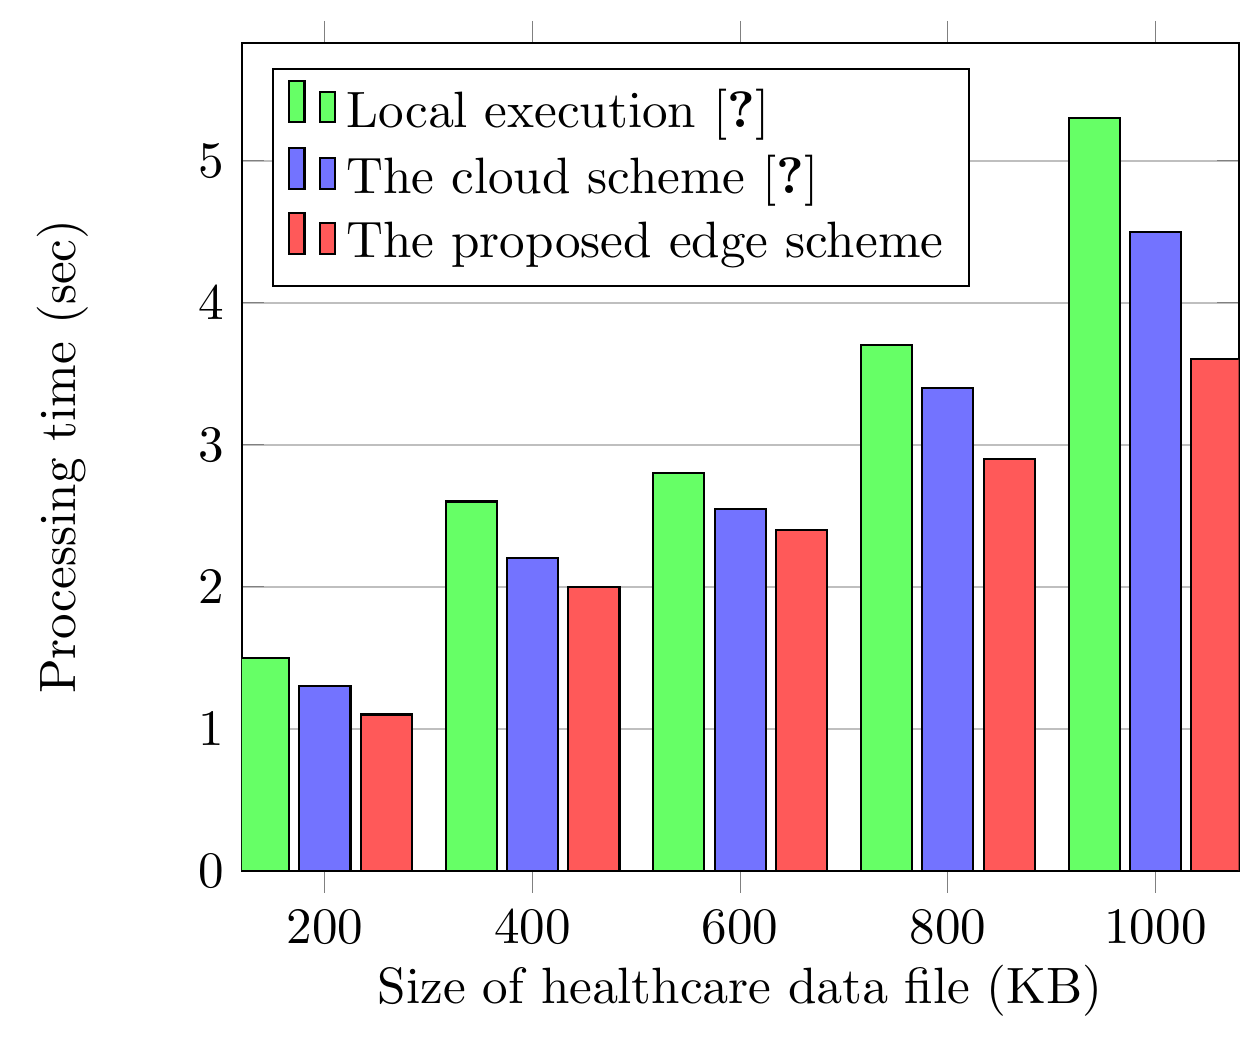 Local execution [?]
The cloud scheme [?]
The proposed edge scheme
Processing time (sec)
5
4
3
2
1
0
200 400 600 800 1000
Size of healthcare data file (KB)